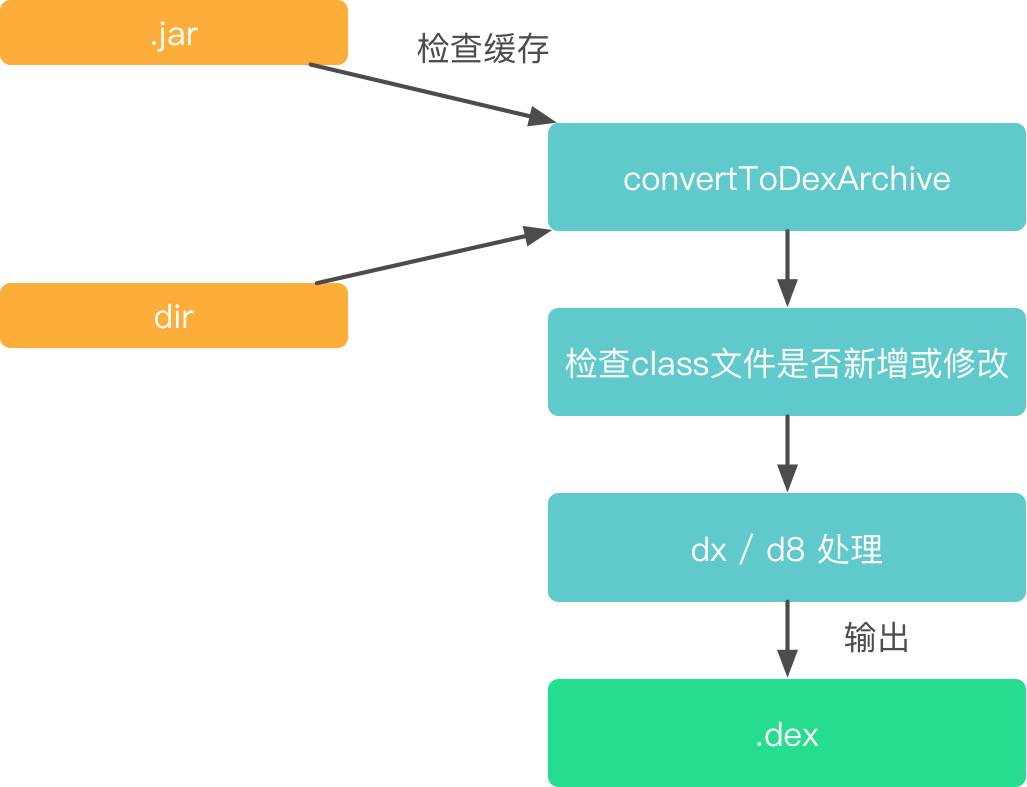 .jar
检查缓存
convertToDexArchive
dir
检查class文件是否新增或修改
dx / d8 处理
输出
.dex